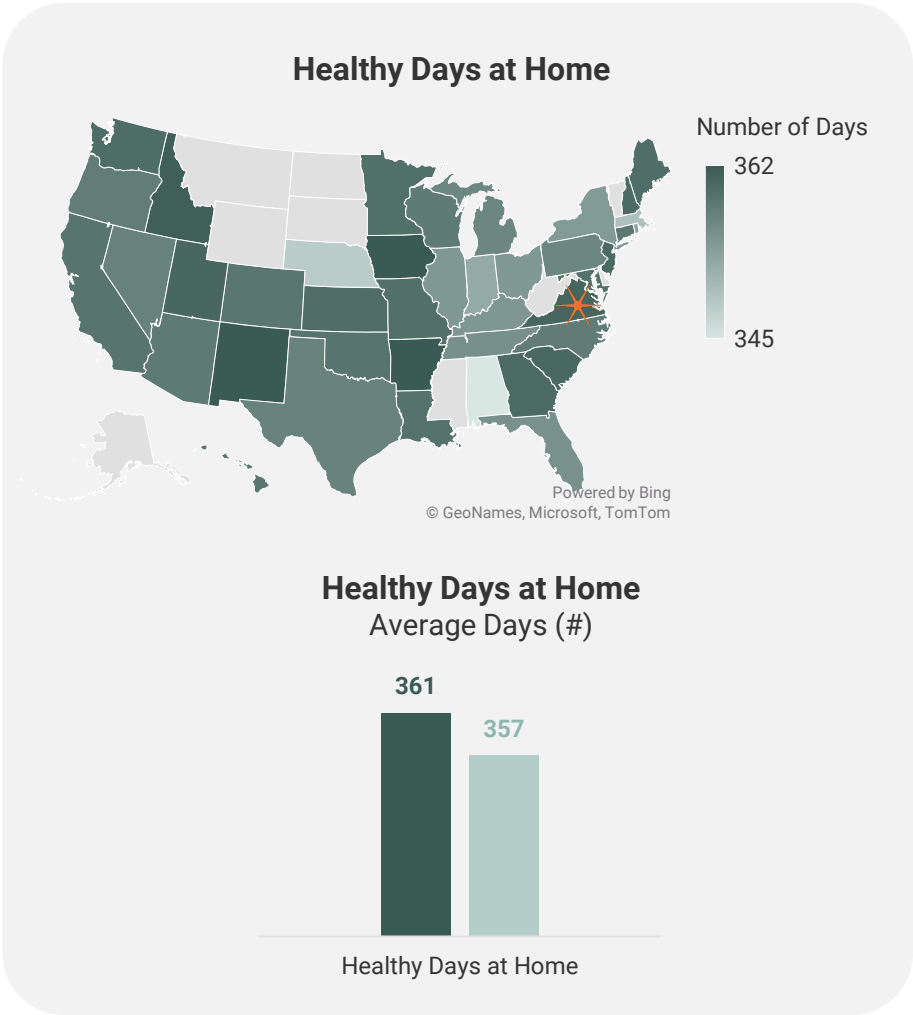 Healthy Days at Home
Number of Days
362
345
Powered by Bing
© GeoNames, Microsoft, TomTom
Healthy Days at Home
Average Days (#)
361
357
Healthy Days at Home